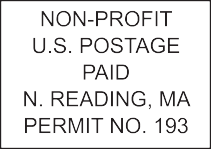 NON-PROFIT
U.S. POSTAGE
PAID
N. READING, MA
PERMIT NO. 193